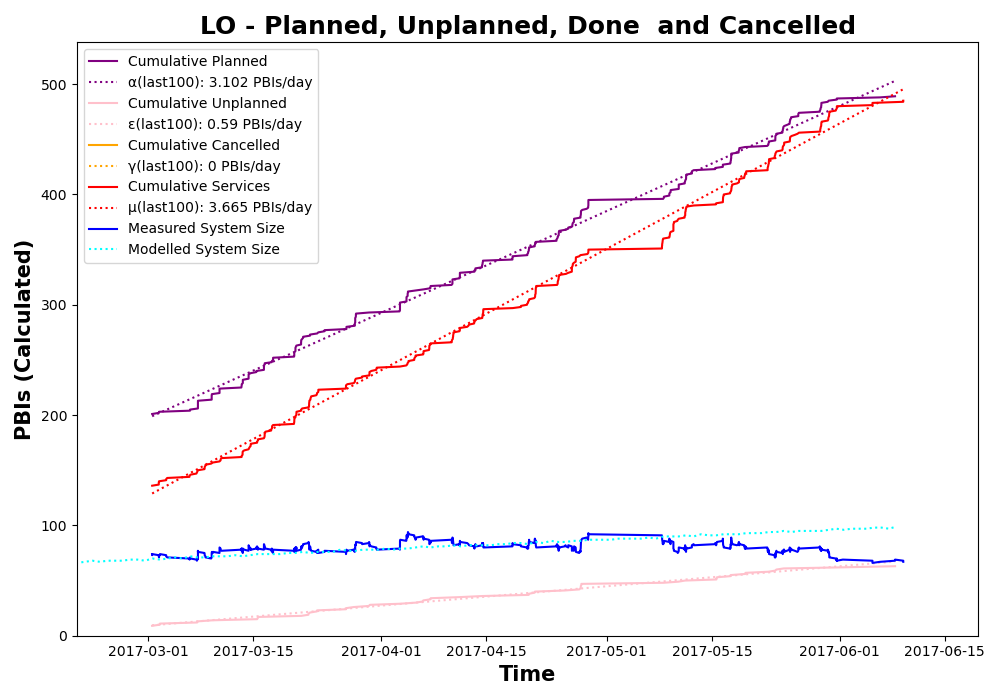 LO - Planned, Unplanned, Done  and Cancelled
Cumulative Planned
α(last100): 3.102 PBIs/day
Cumulative Unplanned
ε(last100): 0.59 PBIs/day
Cumulative Cancelled
γ(last100): 0 PBIs/day
Cumulative Services
μ(last100): 3.665 PBIs/day
Measured System Size
Modelled System Size
PBIs (Calculated)
500
400
300
200
100
0
2017-03-01 2017-03-15 2017-04-01 2017-04-15 2017-05-01 2017-05-15 2017-06-01 2017-06-15
Time